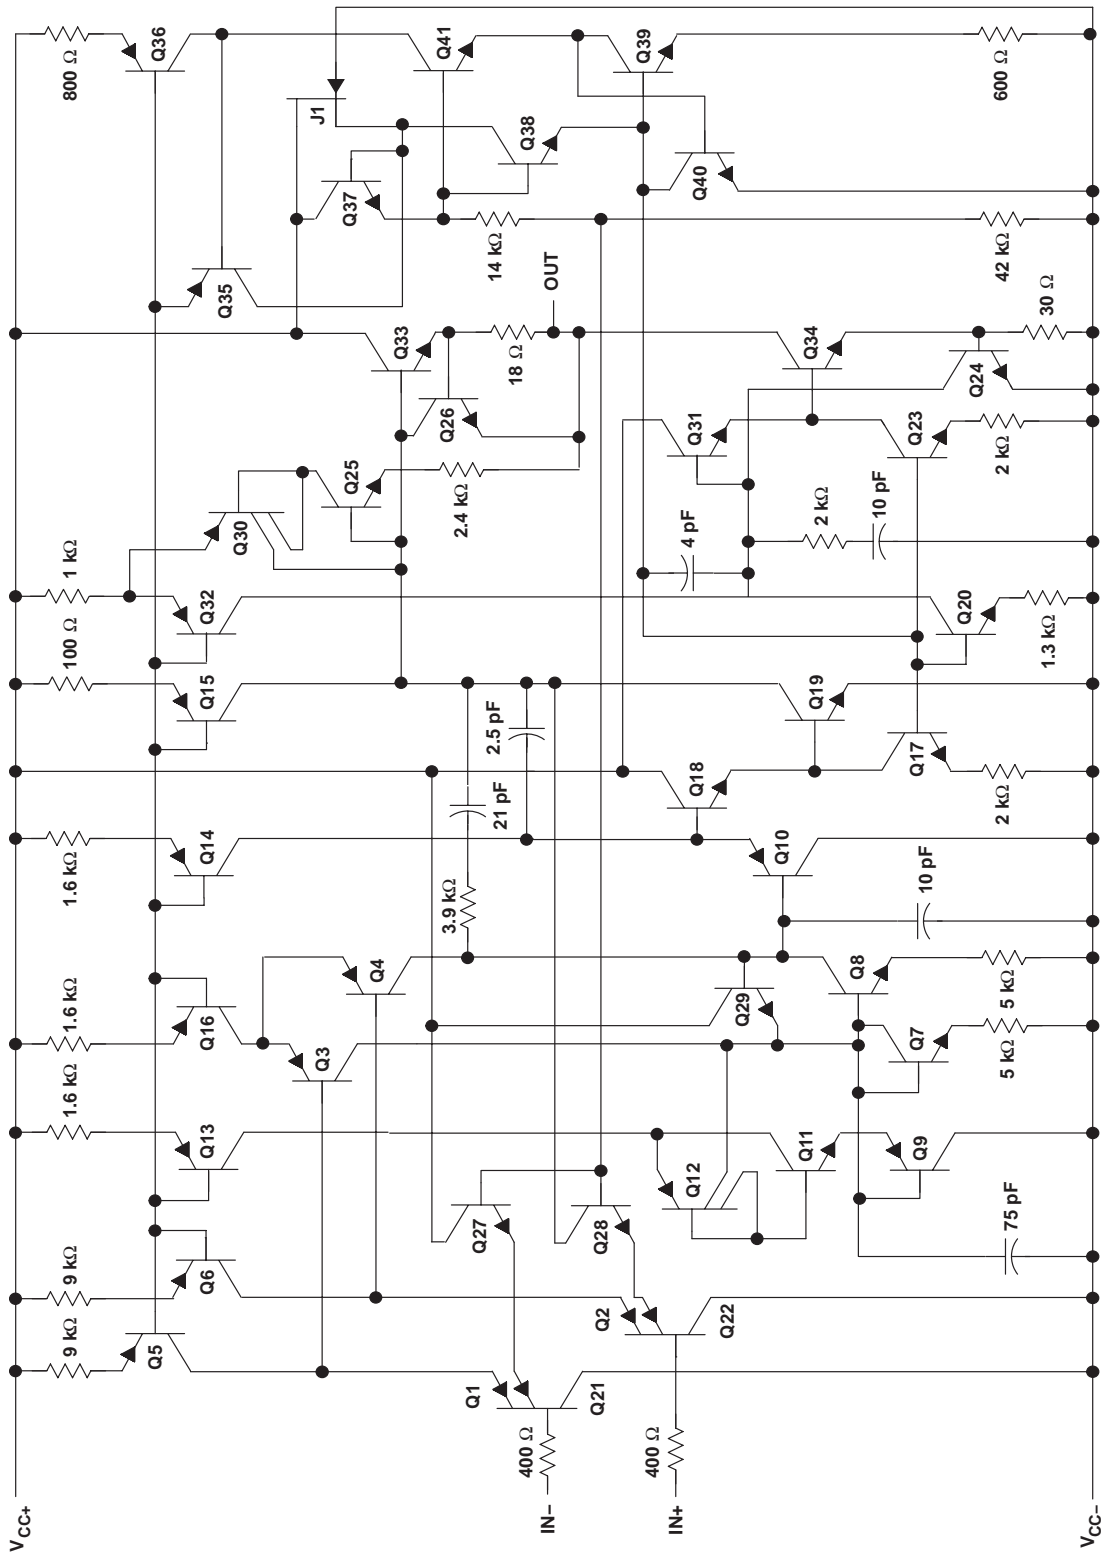 VCC+
9 kΩ
9 kΩ
1.6 kΩ
1.6 kΩ
1.6 kΩ
100 Ω
1 kΩ
800 Ω
Q5
Q6
Q13
Q16
Q14
Q15
Q32
Q30
Q35
Q36
Q3
Q4
Q25
Q37
J1
Q26
Q33
Q41
2.4 kΩ
3.9 kΩ
21 pF
2.5 pF
18 Ω
14 kΩ
Q38
OUT
IN−
400 Ω
Q1
Q21
Q27
Q28
Q2
Q22
IN+
400 Ω
Q12
Q11
Q9
Q29
Q7
Q8
Q10
Q18
Q19
Q17
Q31
Q34
Q39
Q40
4 pF
2 kΩ
10 pF
Q20
Q23
Q24
75 pF
5 kΩ
5 kΩ
10 pF
2 kΩ
1.3 kΩ
2 kΩ
30 Ω
42 kΩ
600 Ω
VCC−